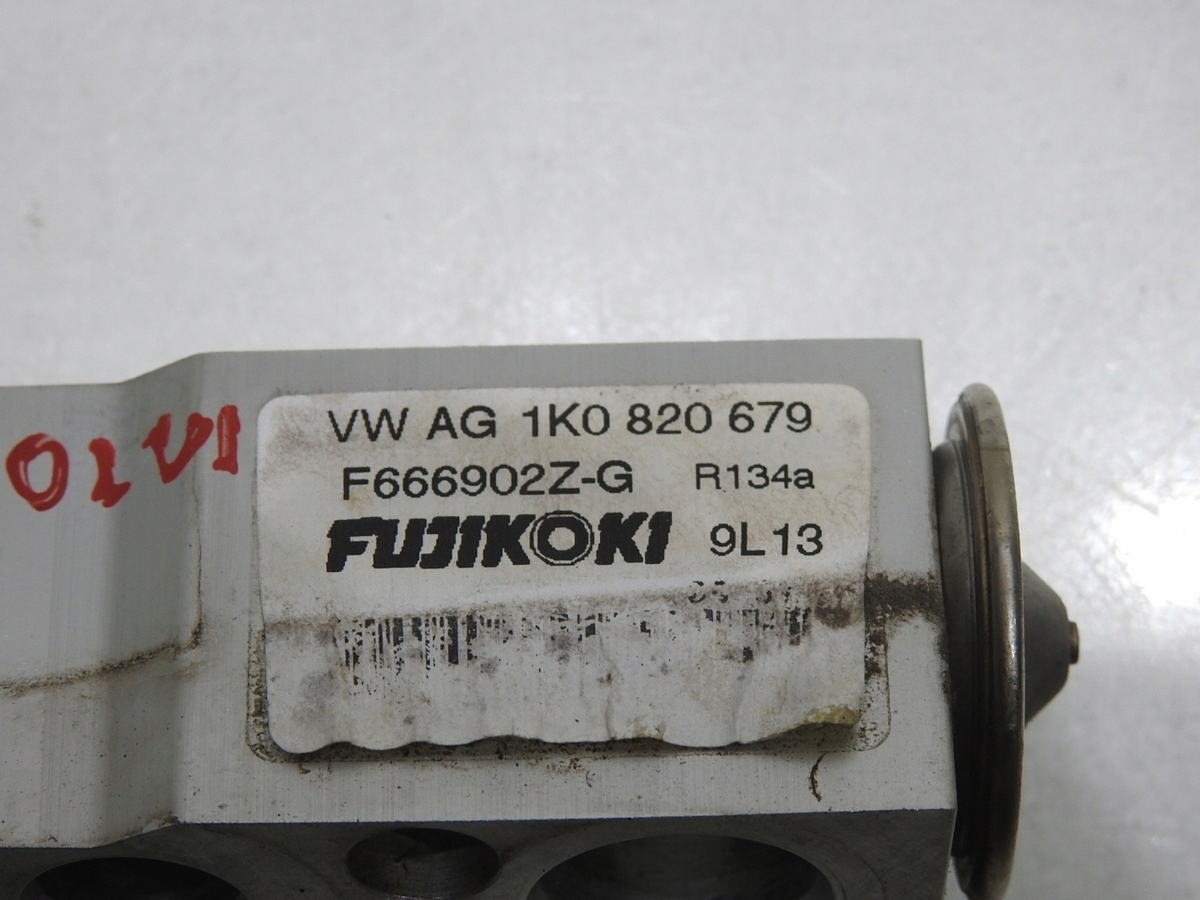 VW AG 1K0 820 679
F666902Z-G R134a
FUJIKOKI 9L13